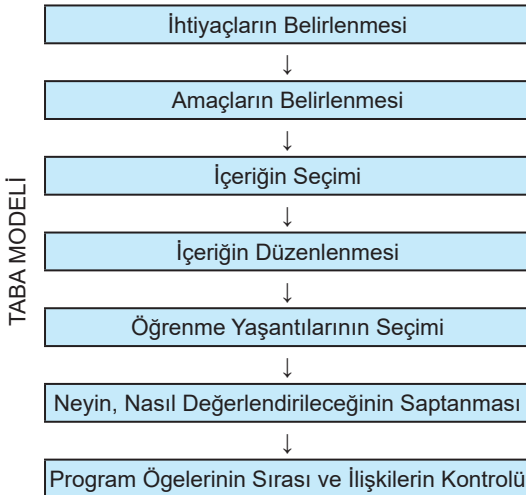 TABA MODELİ
İhtiyaçların Belirlenmesi
↓
Amaçların Belirlenmesi
↓
İçeriğin Seçimi
↓
İçeriğin Düzenlenmesi
↓
Öğrenme Yaşantılarının Seçimi
↓
Neyin, Nasıl Değerlendirileceğinin Saptanması
↓
Program Ögelerinin Sırası ve İlişkilerin Kontrolü